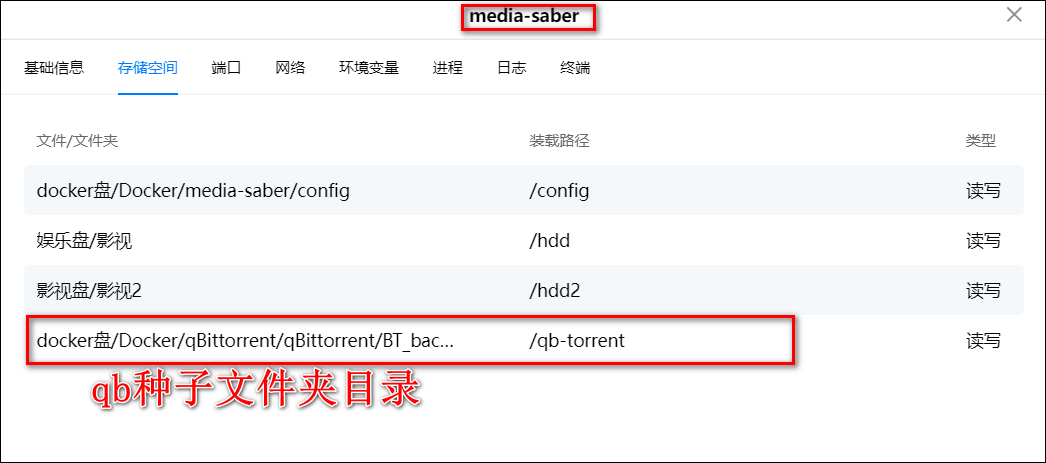 media-saber
基础信息 存储空间 端口 网络 环境变量 进程 日志 终端
文件/文件夹 装载路径 类型
docker盘/Docker/media-saber/config /config 读写
娱乐盘/影视 /hdd 读写
影视盘/影视2 /hdd2 读写
docker盘/Docker/qBittorrent/qBittorrent/BT_bac... /qb-torrent 读写
qb种子文件夹目录